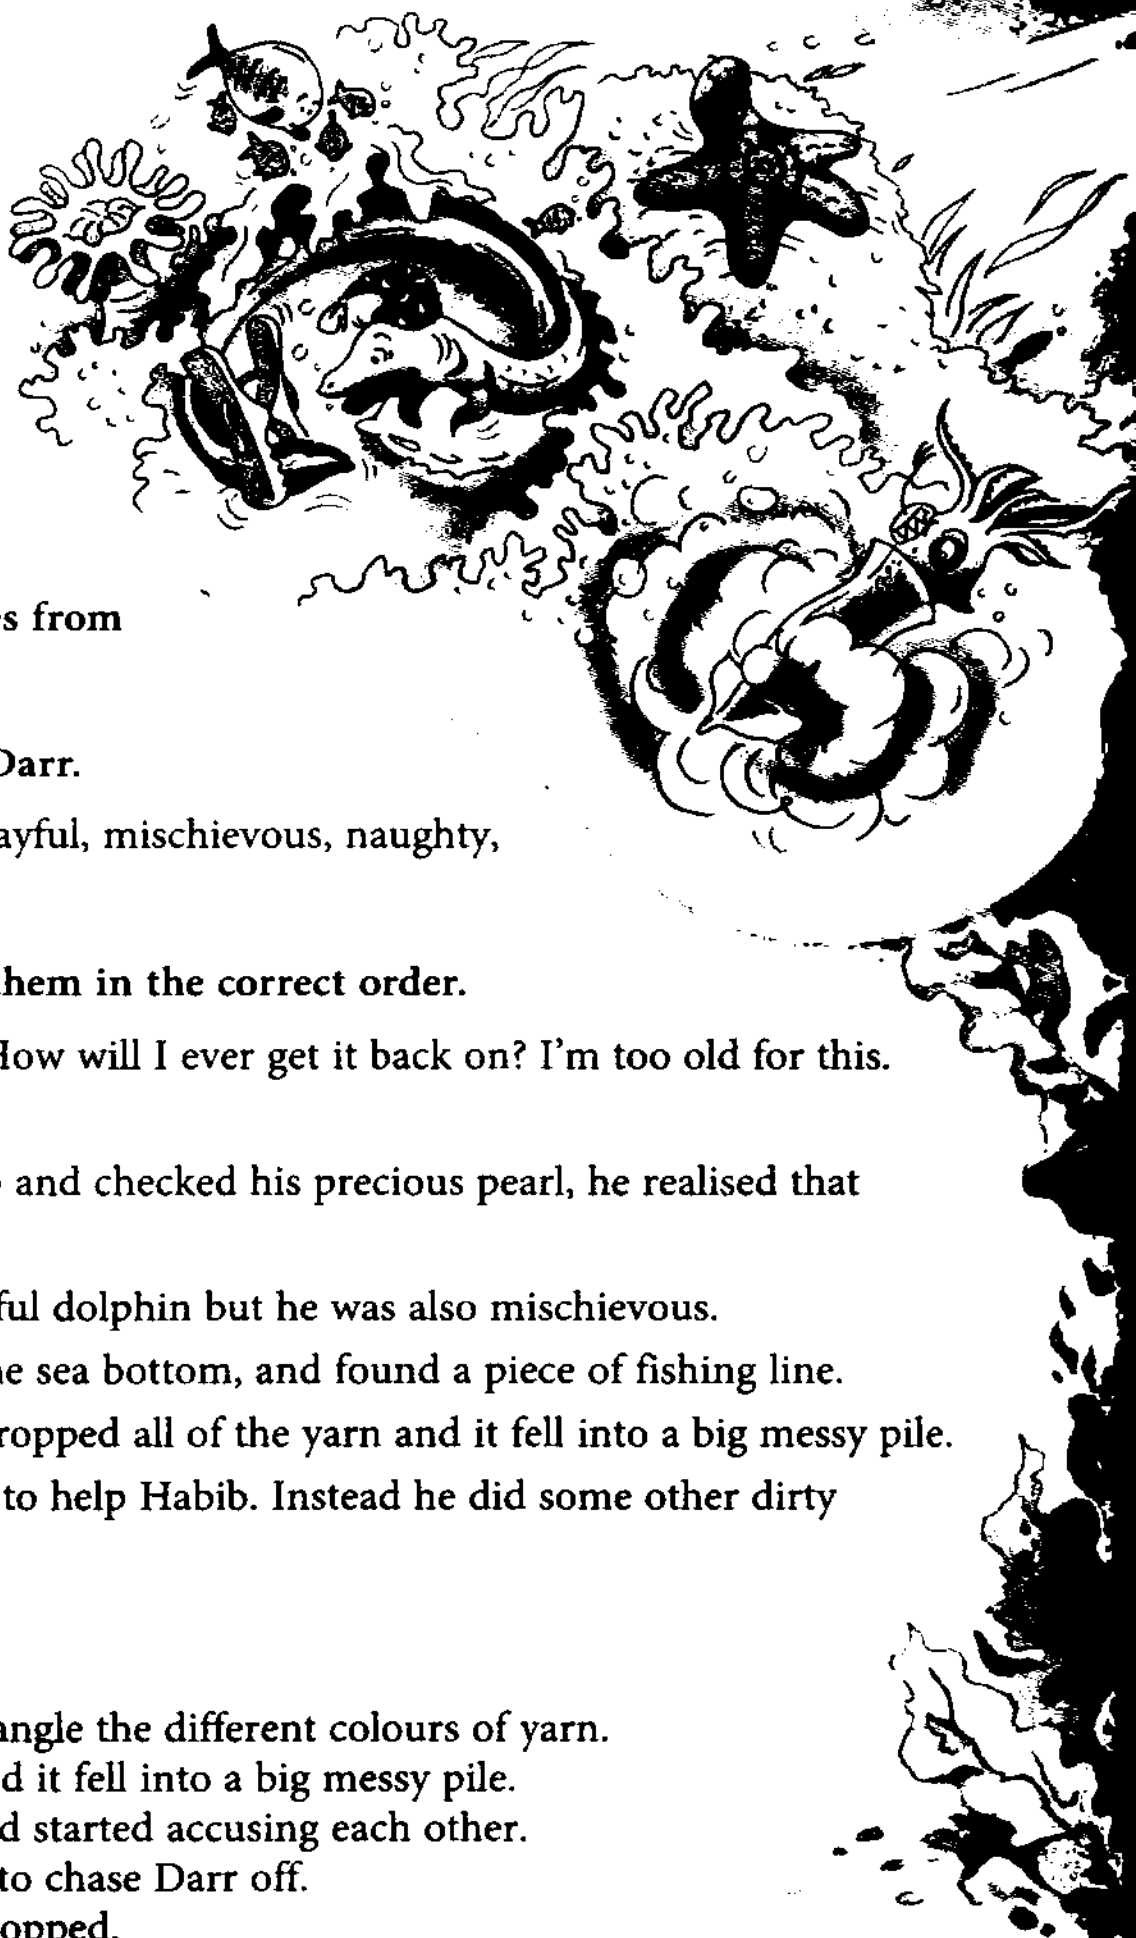 s from
Darr.
ayful, mischievous, naughty,
hem in the correct order.
How will I ever get it back on? I'm too old for this.
and checked his precious pearl, he realised that
ful dolphin but he was also mischievous.
e sea bottom, and found a piece of fishing line.
ropped all of the yarn and it fell into a big messy pile.
to help Habib. Instead he did some other dirty
angle the different colours of yarn.
d it fell into a big messy pile.
d started accusing each other.
to chase Darr off.
opped.